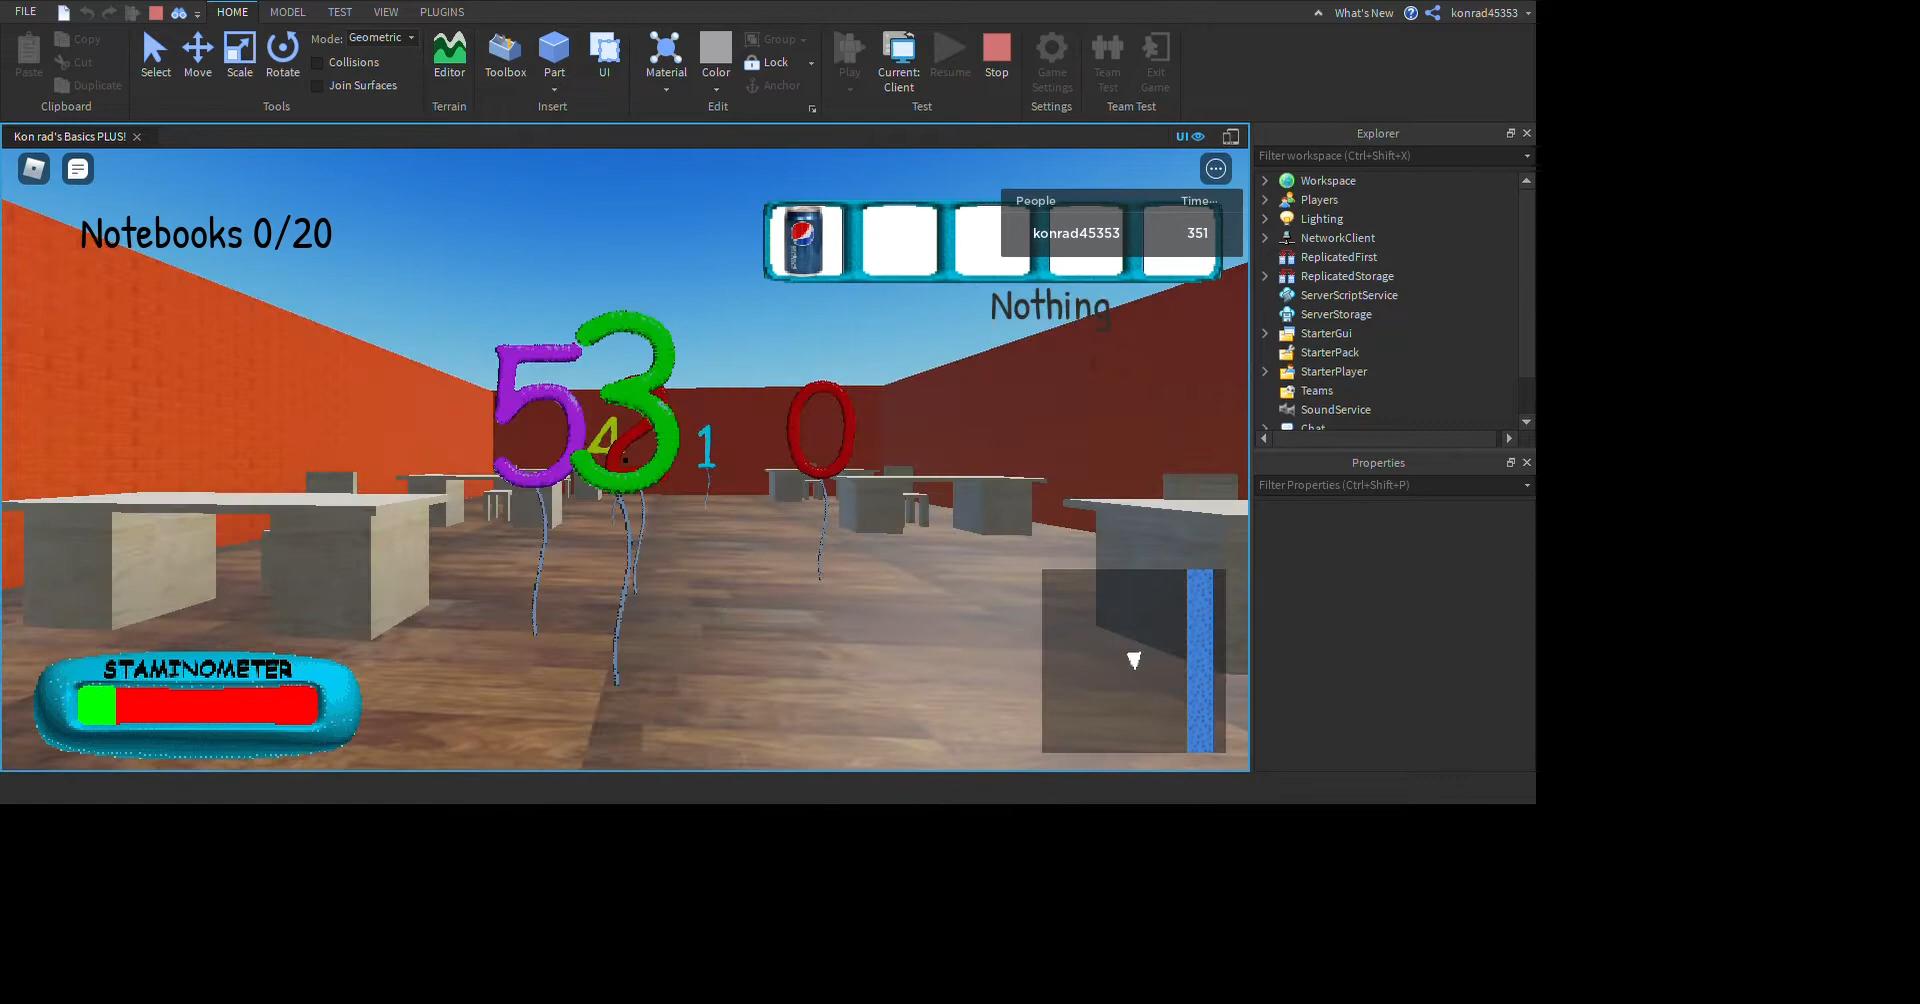 FILE HOME MODEL TEST VIEW PLUGINS What's New konrad45353
Paste Copy Cut Duplicate Clipboard
Select Move Scale Rotate Mode: Geometric Collisions Join Surfaces Tools
Editor Terrain
Toolbox Part UI Insert
Material Color Group Lock Anchor Edit
Play Current: Client Resume Stop Test
Game Settings Settings
Team Test Exit Game Team Test
Kon rad's Basics PLUS! UI
Explorer
Filter workspace (Ctrl+Shift+X)
Workspace
Players
Lighting
NetworkClient
ReplicatedFirst
ReplicatedStorage
ServerScriptService
ServerStorage
StarterGui
StarterPack
StarterPlayer
Teams
SoundService
Chat
Properties
Filter Properties (Ctrl+Shift+P)
People Time...
konrad45353 351
Notebooks 0/20
Nothing
5 3 4 2 1 0
STAMINOMETER